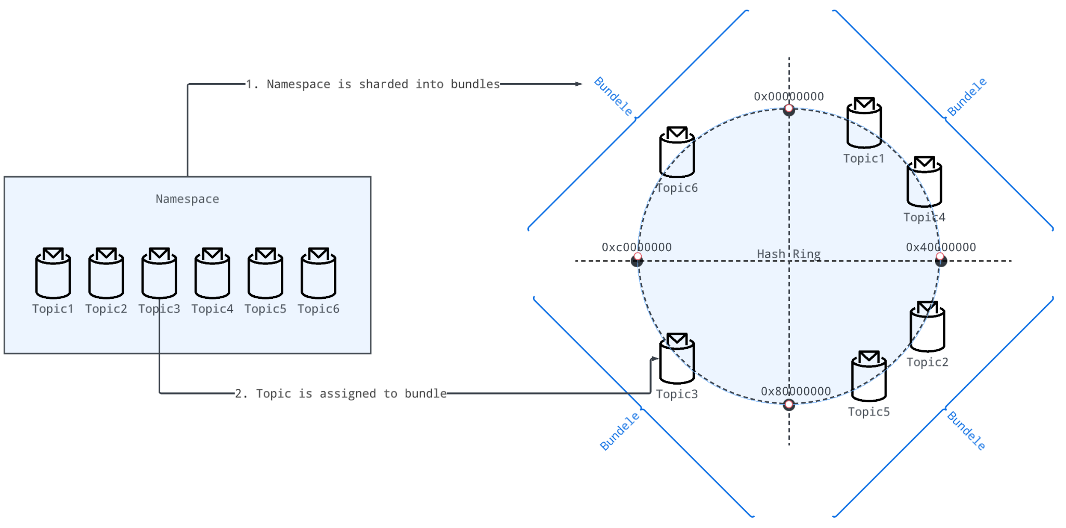 1. Namespace is sharded into bundles
Bundele
Bundele
0x00000000
Topic1
Topic6
Topic4
Namespace
0xc0000000
Hash Ring
0x40000000
Topic1
Topic2
Topic3
Topic4
Topic5
Topic6
Topic2
2. Topic is assigned to bundle
Topic3
0x80000000
Topic5
Bundele
Bundele